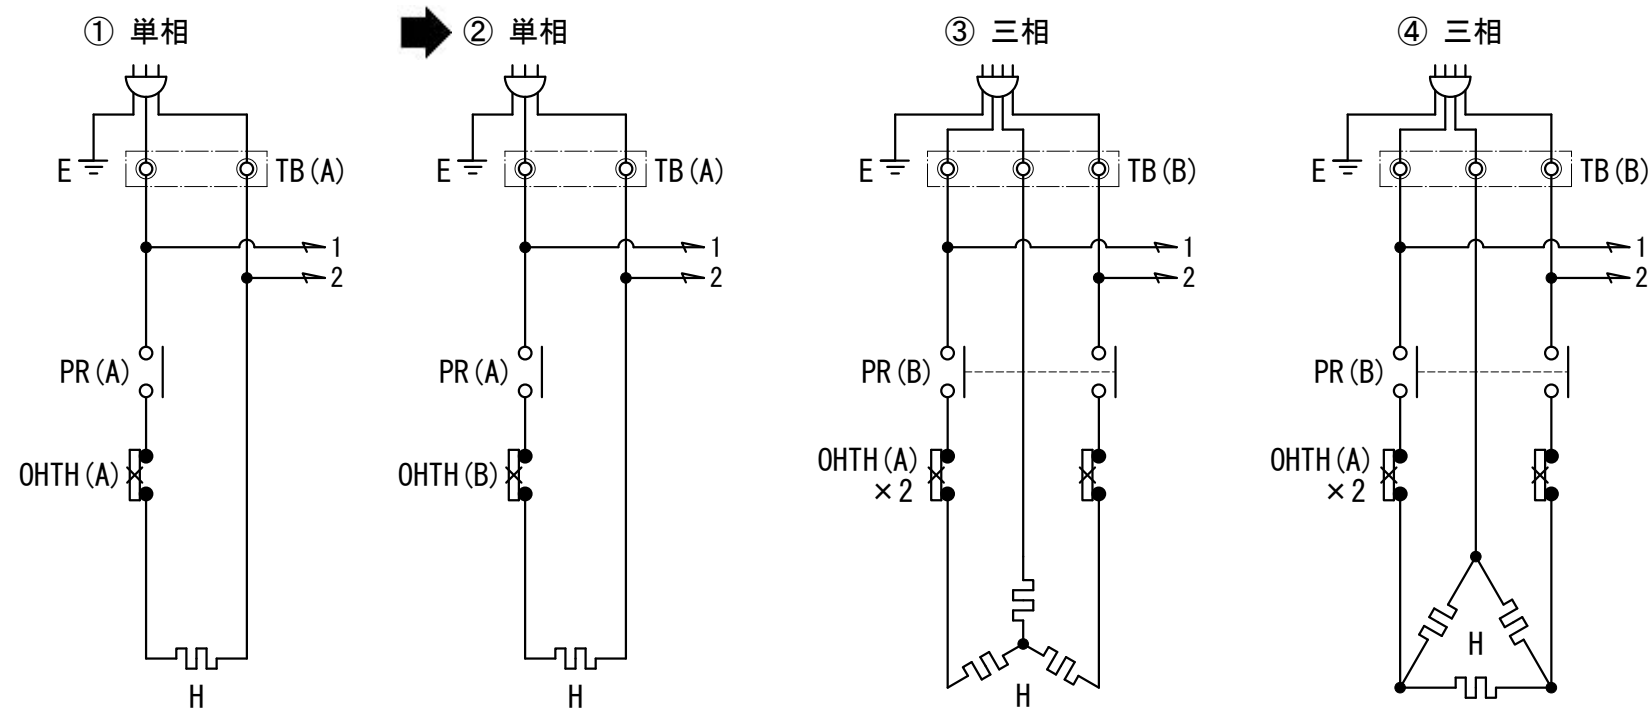 ① 単相
② 単相
③ 三相
④ 三相
E
TB(A)
E
TB(A)
E
TB(B)
E
TB(B)
1
1
1
1
2
2
2
2
PR(A)
PR(A)
PR(B)
PR(B)
OHTH(A)
OHTH(B)
OHTH(A)
×2
OHTH(A)
×2
H
H
H
H